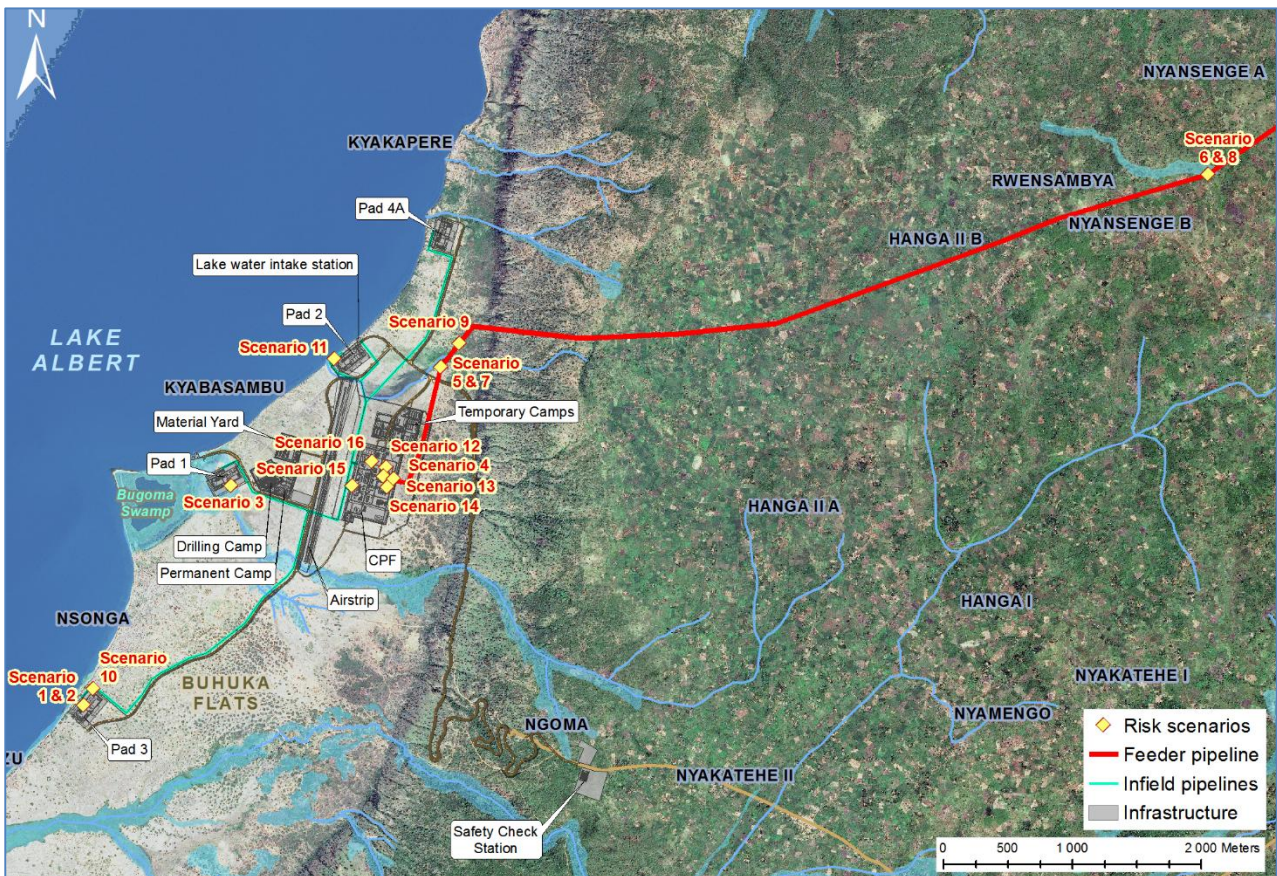 N
NYANSENGE A
KYAKAPERE
Scenario
6 & 8
RWENSAMBYA
Pad 4A
NYANSENGE B
HANGA II B
Lake water intake station
Pad 2
Scenario 9
LAKE
ALBERT
Scenario 11
Scenario
5 & 7
KYABASAMBU
Temporary Camps
Material Yard
Scenario 16
Scenario 12
Pad 1
Scenario 15
Scenario 4
Scenario 3
Scenario 13
Bugoma
Swamp
Scenario 14
HANGA II A
Drilling Camp
CPF
Permanent Camp
Airstrip
HANGA I
NSONGA
Scenario
10
Scenario
1 & 2
BUHUKA
FLATS
NYAKATEHE I
NYAMENGO
NGOMA
Pad 3
ZU
NYAKATEHE II
Safety Check
Station
Risk scenarios
Feeder pipeline
Infield pipelines
Infrastructure
0 500 1 000 2 000 Meters